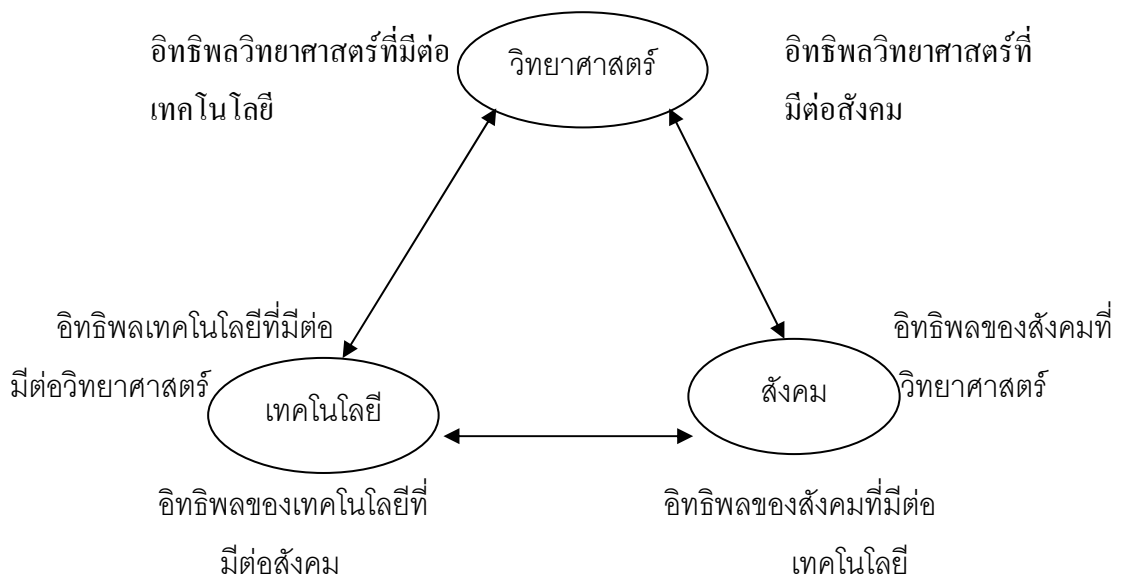 อิทธิพลวิทยาศาสตร์ที่มีต่อ
เทคโนโลยี
วิทยาศาสตร์
อิทธิพลวิทยาศาสตร์ที่
มีต่อสังคม
อิทธิพลเทคโนโลยีที่มีต่อ
มีต่อวิทยาศาสตร์
เทคโนโลยี
สังคม
อิทธิพลของสังคมที่
วิทยาศาสตร์
อิทธิพลของเทคโนโลยีที่
มีต่อสังคม
อิทธิพลของสังคมที่มีต่อ
เทคโนโลยี